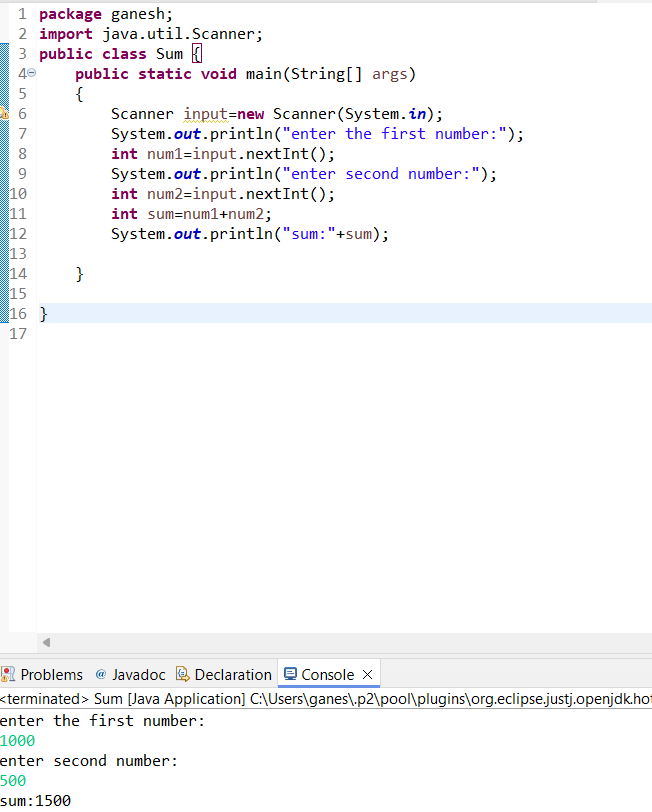 1 package ganesh;
2 import java.util.Scanner;
3 public class Sum {
4 public static void main(String[] args)
5 {
6 Scanner input=new Scanner(System.in);
7 System.out.println("enter the first number:");
8 int num1=input.nextInt();
9 System.out.println("enter second number:");
10 int num2=input.nextInt();
11 int sum=num1+num2;
12 System.out.println("sum:"+sum);
13
14 }
15
16 }
17
Problems @ Javadoc Declaration Console
<terminated> Sum [Java Application] C:\Users\ganes\.p2\pool\plugins\org.eclipse.justj.openjdk.hot
enter the first number:
1000
enter second number:
500
sum:1500